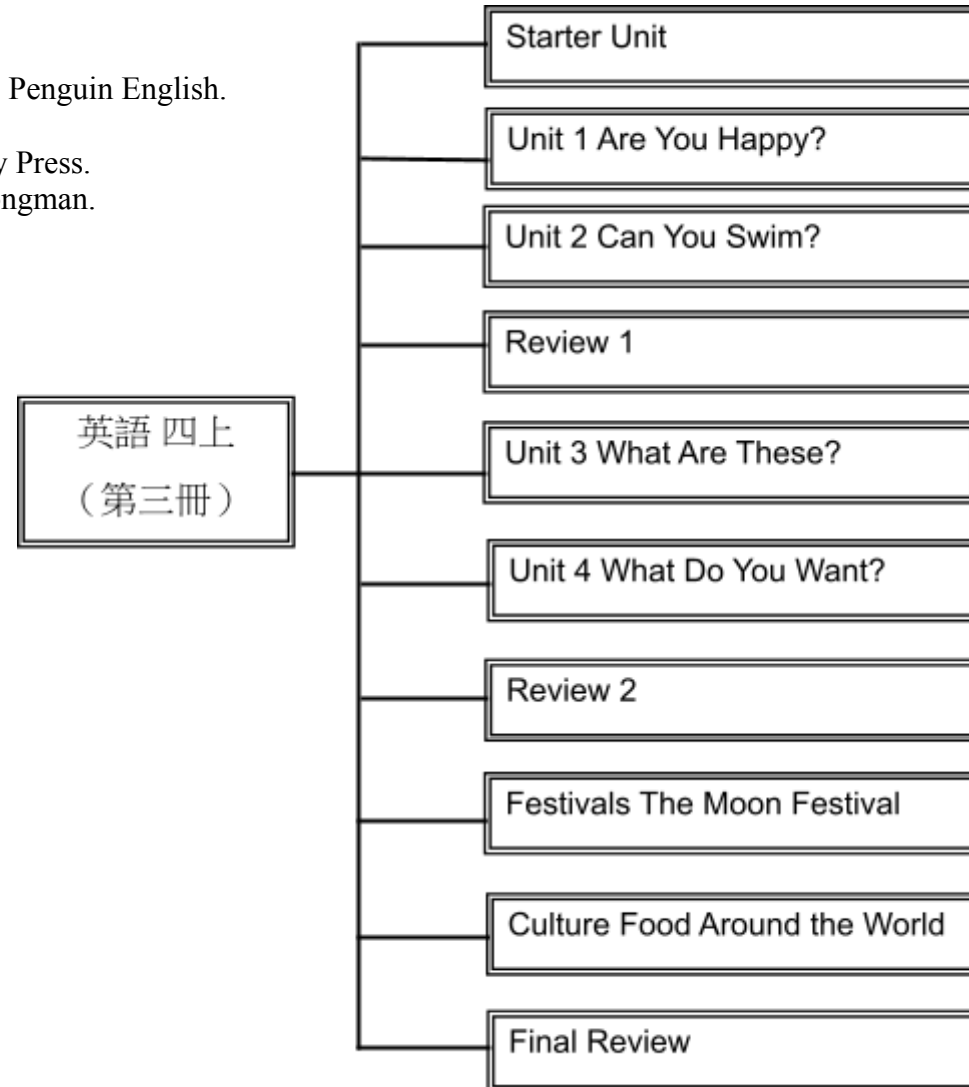 Penguin English.
y Press.
ngman.
英語 四上
（第三冊）
Starter Unit
Unit 1 Are You Happy?
Unit 2 Can You Swim?
Review 1
Unit 3 What Are These?
Unit 4 What Do You Want?
Review 2
Festivals The Moon Festival
Culture Food Around the World
Final Review